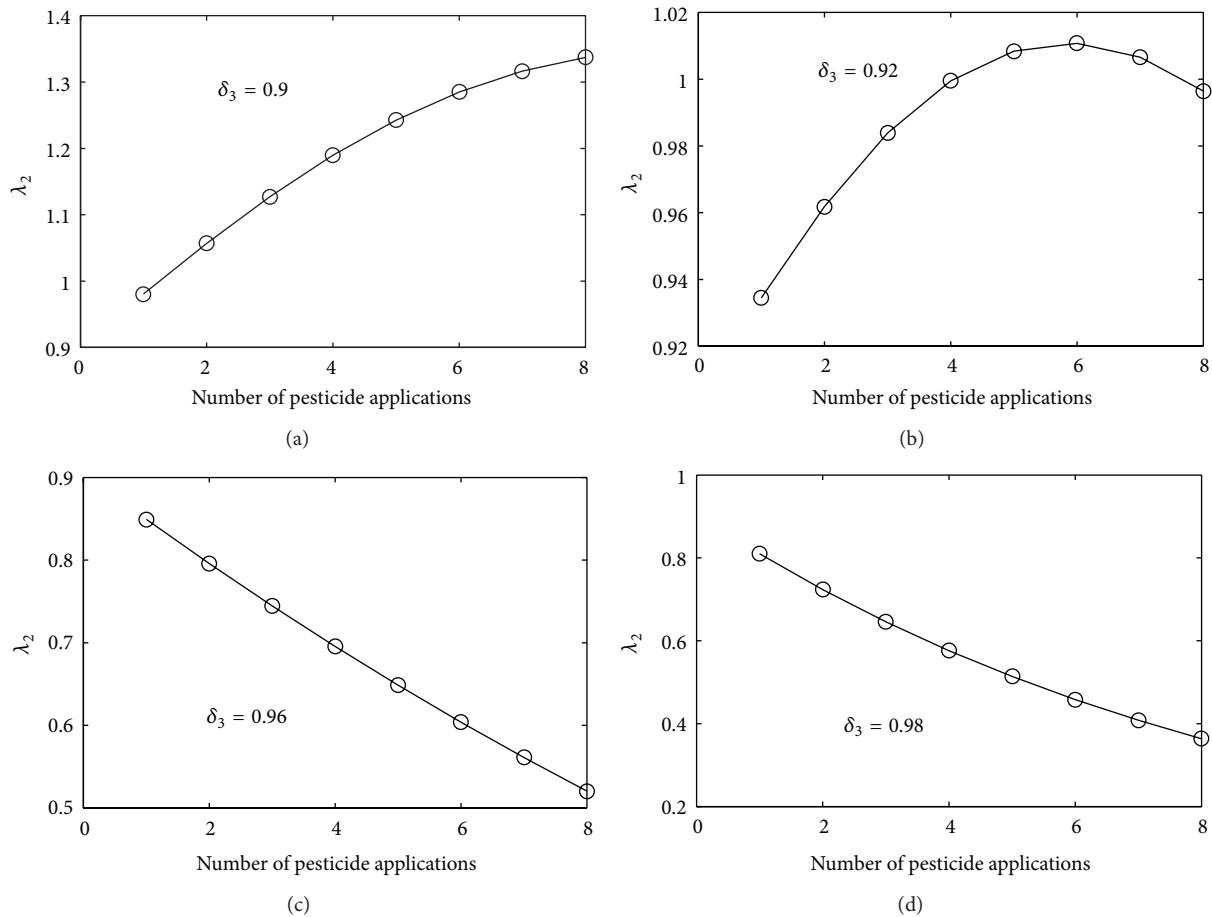 1.4
1.3
1.2
1.1
1
0.9
λ₂
δ₃ = 0.9
0 2 4 6 8
Number of pesticide applications
(a)
1.02
1
0.98
0.96
0.94
0.92
λ₂
δ₃ = 0.92
0 2 4 6 8
Number of pesticide applications
(b)
0.9
0.8
0.7
0.6
0.5
λ₂
δ₃ = 0.96
0 2 4 6 8
Number of pesticide applications
(c)
1
0.8
0.6
0.4
0.2
λ₂
δ₃ = 0.98
0 2 4 6 8
Number of pesticide applications
(d)